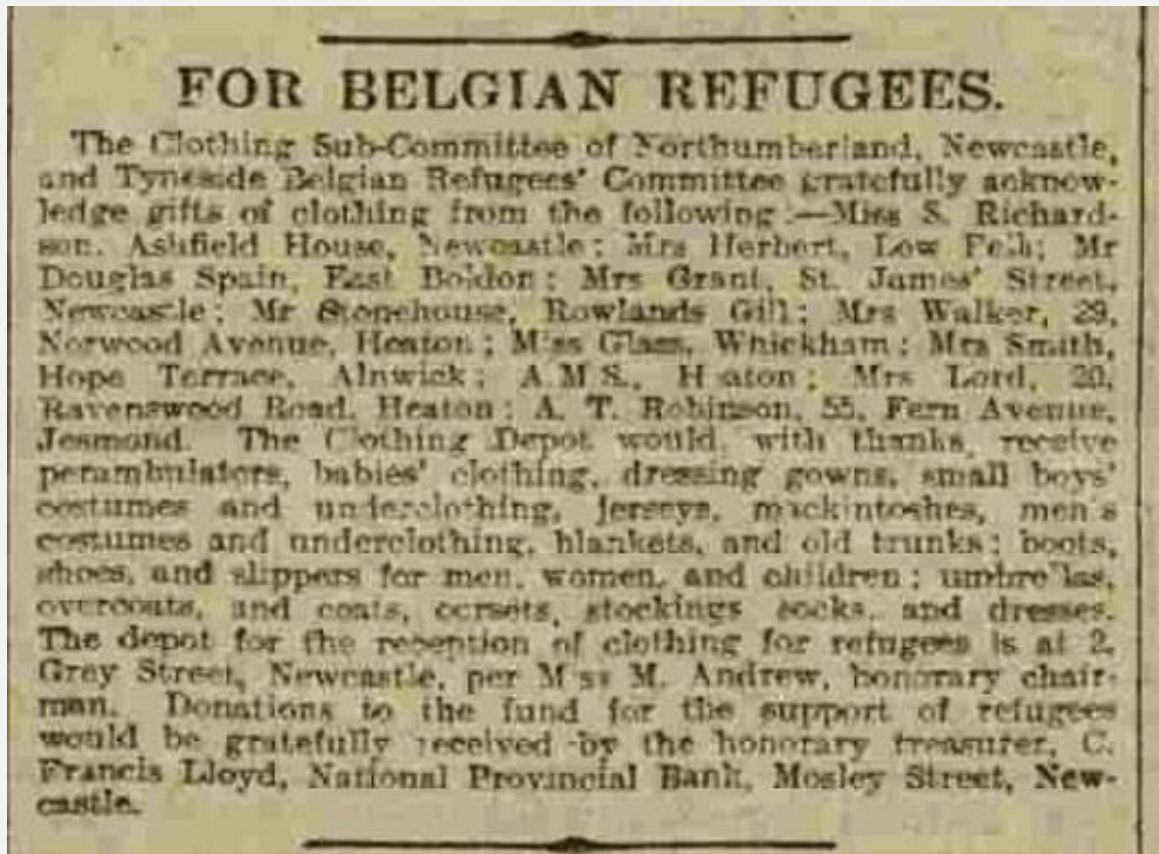 FOR BELGIAN REFUGEES.
The Clothing Sub-Committee of Northumberland, Newcastle,
and Tyneside Belgian Refugees' Committee gratefully acknow-
ledge gifts of clothing from the following:—Miss S. Richard-
son, Ashfield House, Newcastle; Mrs Herbert, Low Fell; Mr
Douglas Spain, East Boldon; Mrs Grant, St. James' Street,
Newcastle; Mr Stonehouse, Rowlands Gill; Mrs Walker, 29,
Norwood Avenue, Heaton; Miss Glass, Whickham; Mrs Smith,
Hope Terrace, Alnwick; A.M.S., Heaton; Mrs Lord, 20,
Ravenswood Road, Heaton; A. T. Robinson, 55, Fern Avenue,
Jesmond. The Clothing Depot would, with thanks, receive
perambulators, babies' clothing, dressing gowns, small boys'
costumes and underclothing, jerseys, mackintoshes, men's
costumes and underclothing, blankets, and old trunks; boots,
shoes, and slippers for men, women, and children; umbrellas,
overcoats, and coats, corsets, stockings socks, and dresses.
The depot for the reception of clothing for refugees is at 2,
Grey Street, Newcastle, per Miss M. Andrew, honorary chair-
man. Donations to the fund for the support of refugees
would be gratefully received by the honorary treasurer, C.
Francis Lloyd, National Provincial Bank, Mosley Street, New-
castle.